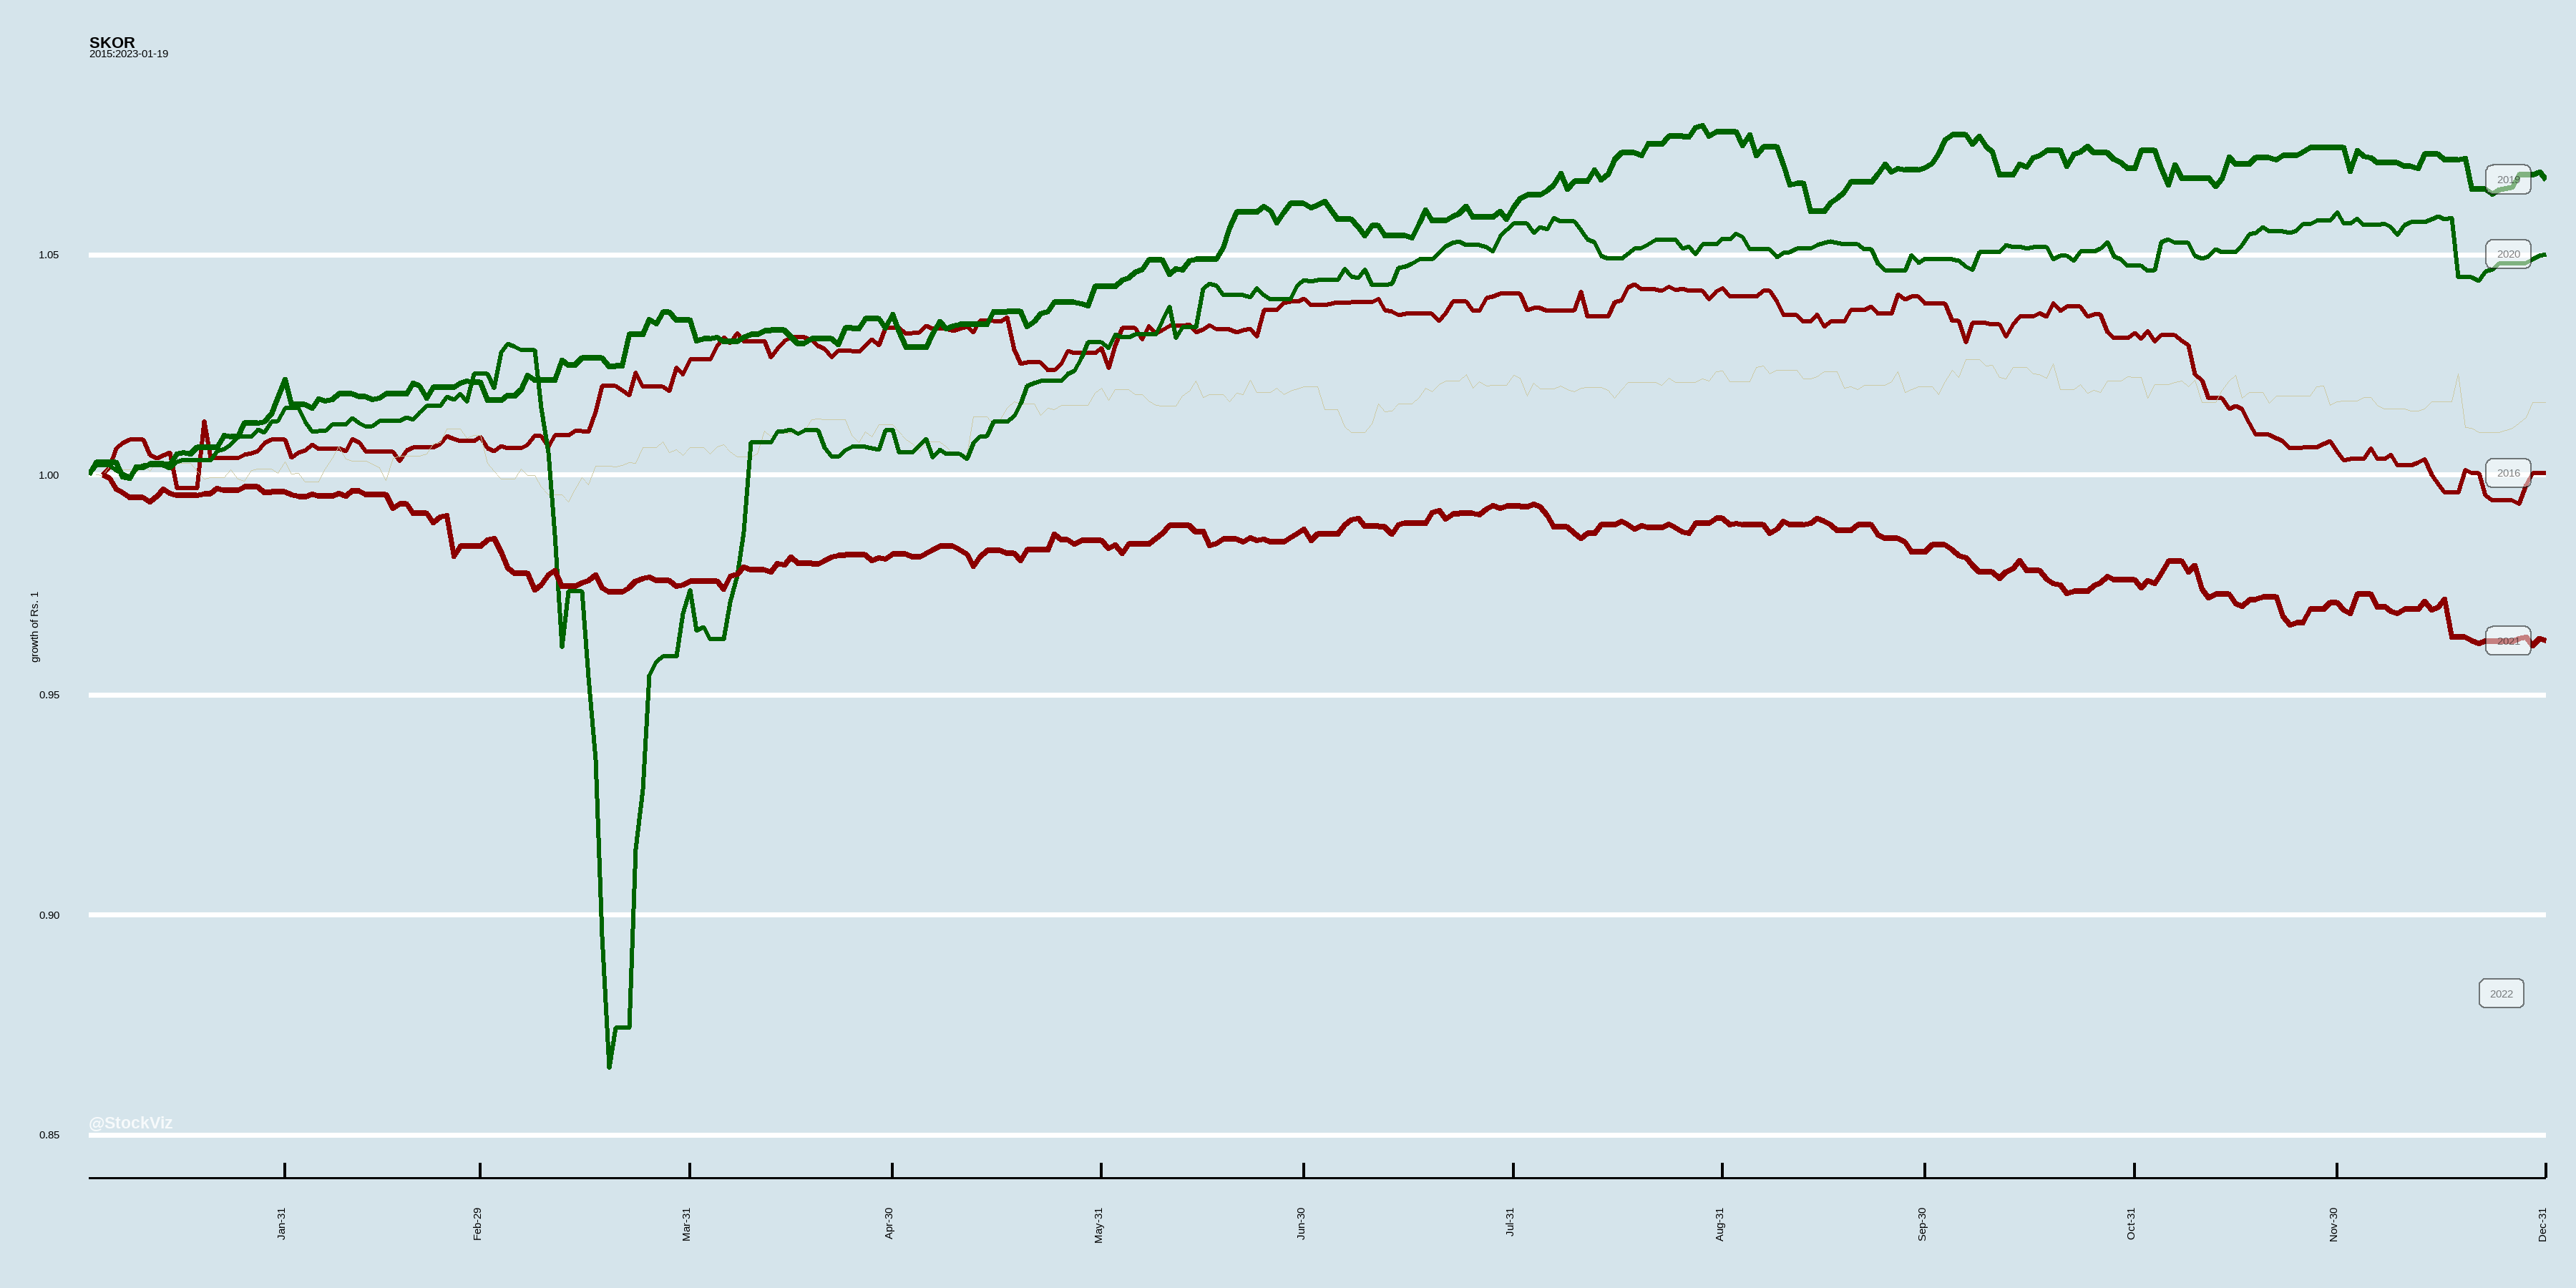 SKOR
2015:2023-01-19
2019
1.05
2020
1.00
2016
growth of Rs. 1
2021
0.95
0.90
2022
@StockViz
0.85
Jan-31
Feb-29
Mar-31
Apr-30
May-31
Jun-30
Jul-31
Aug-31
Sep-30
Oct-31
Nov-30
Dec-31